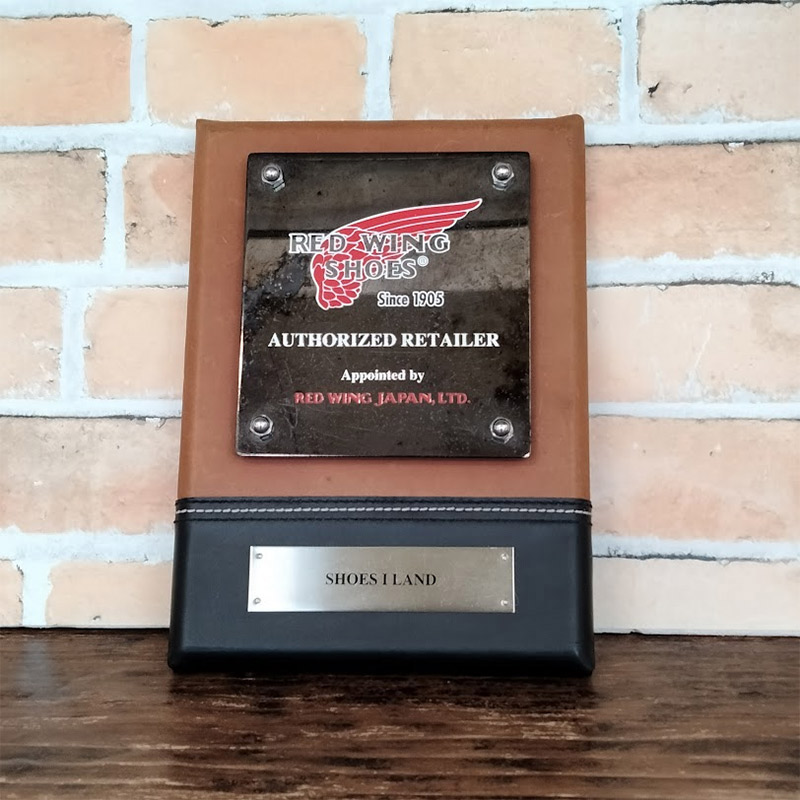 RED WING
SHOES®
Since 1905
AUTHORIZED RETAILER
Appointed by
RED WING JAPAN, LTD.
SHOES I LAND